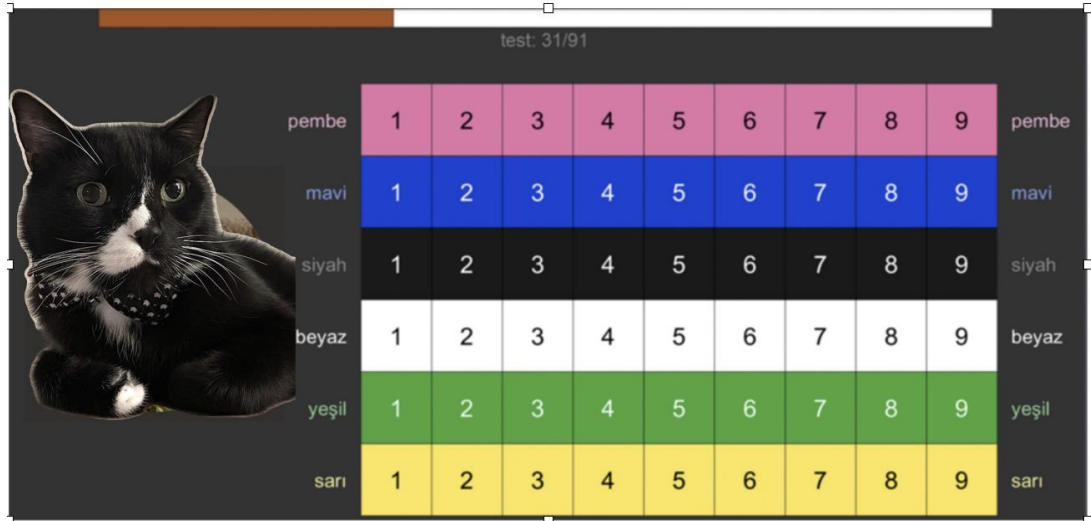 test: 31/91
pembe 1 2 3 4 5 6 7 8 9 pembe
mavi 1 2 3 4 5 6 7 8 9 mavi
siyah 1 2 3 4 5 6 7 8 9 siyah
beyaz 1 2 3 4 5 6 7 8 9 beyaz
yeşil 1 2 3 4 5 6 7 8 9 yeşil
sarı 1 2 3 4 5 6 7 8 9 sarı